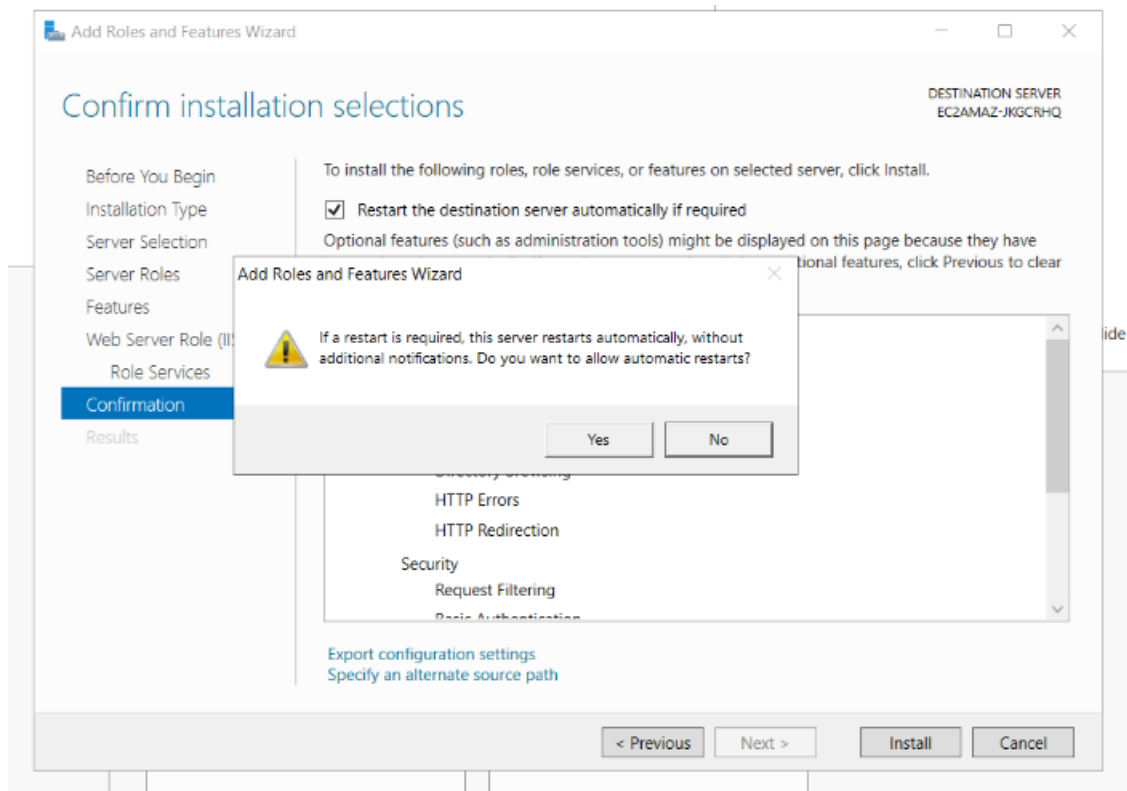 Add Roles and Features Wizard
Confirm installation selections
DESTINATION SERVER
EC2AMAZ-JKGCRHQ
Before You Begin
Installation Type
Server Selection
Server Roles
Features
Web Server Role (IIS
Role Services
Confirmation
Results
To install the following roles, role services, or features on selected server, click Install.
Restart the destination server automatically if required
Optional features (such as administration tools) might be displayed on this page because they have
tional features, click Previous to clear
Add Roles and Features Wizard
If a restart is required, this server restarts automatically, without
additional notifications. Do you want to allow automatic restarts?
Yes
No
Directory Browsing
HTTP Errors
HTTP Redirection
Security
Request Filtering
Basic Authentication
Export configuration settings
Specify an alternate source path
< Previous
Next >
Install
Cancel
ide